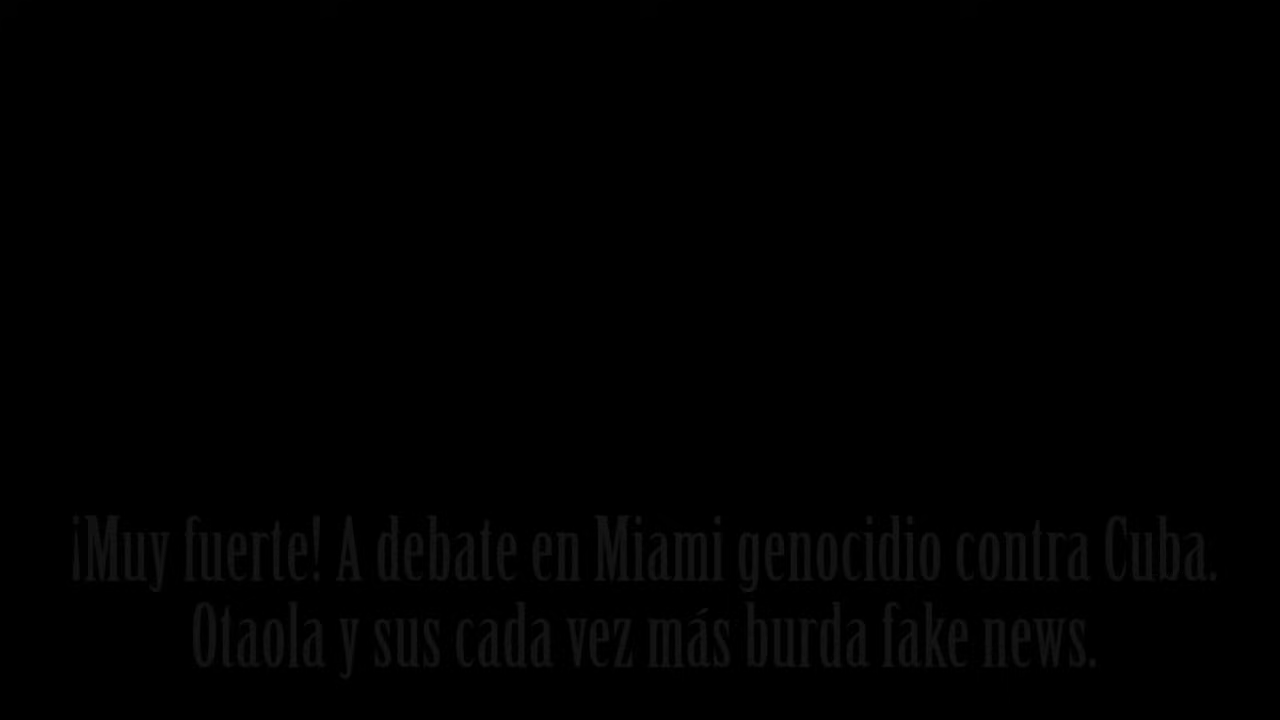 ¡Muy fuerte! A debate en Miami genocidio contra Cuba.
Otaola y sus cada vez más burda fake news.